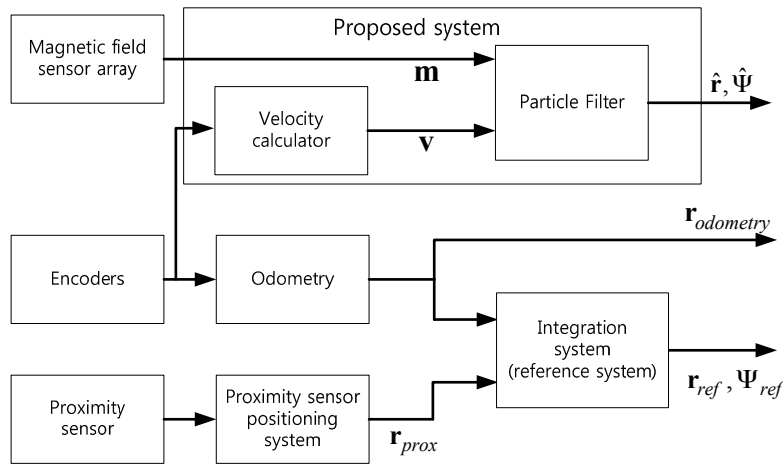 Proposed system
Magnetic field
sensor array
m
Particle Filter
r̂, Ψ̂
Velocity
calculator
v
r_odometry
Encoders
Odometry
Integration
system
(reference system)
r_ref , Ψ_ref
Proximity
sensor
Proximity sensor
positioning
system
r_prox